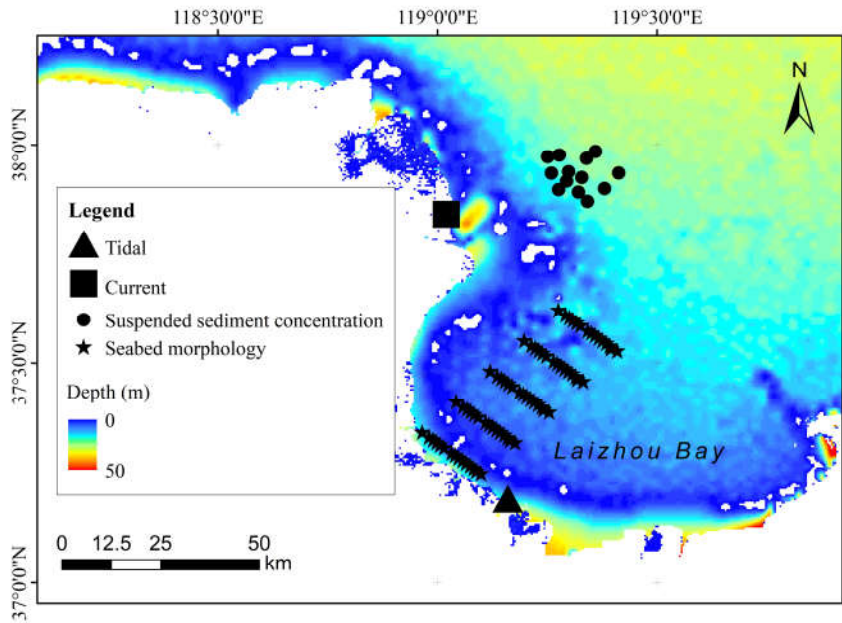 118°30'0"E 119°0'0"E 119°30'0"E
N
38°0'0"N
37°30'0"N
37°0'0"N
Legend
Tidal
Current
Suspended sediment concentration
Seabed morphology
Depth (m)
0
50
Laizhou Bay
0 12.5 25 50
km